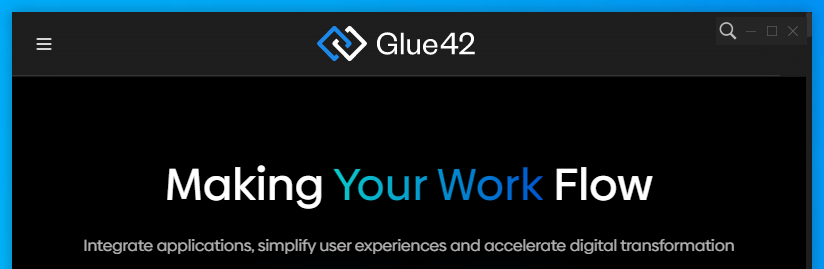 Glue42
Making Your Work Flow
Integrate applications, simplify user experiences and accelerate digital transformation